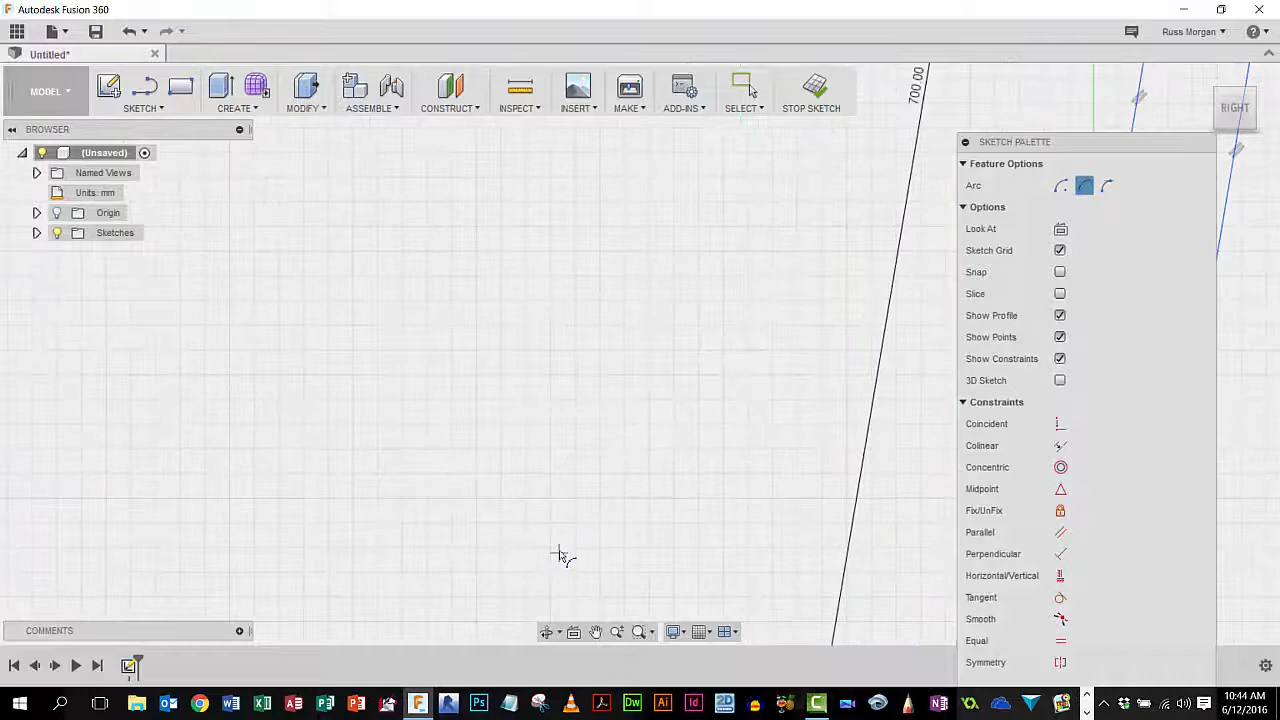 Autodesk Fusion 360
Russ Morgan
Untitled*
MODEL
SKETCH
CREATE
MODIFY
ASSEMBLE
CONSTRUCT
INSPECT
INSERT
MAKE
ADD-INS
SELECT
STOP SKETCH
700.00
RIGHT
BROWSER
(Unsaved)
Named Views
Units: mm
Origin
Sketches
SKETCH PALETTE
Feature Options
Arc
Options
Look At
Sketch Grid
Snap
Slice
Show Profile
Show Points
Show Constraints
3D Sketch
Constraints
Coincident
Colinear
Concentric
Midpoint
Fix/UnFix
Parallel
Perpendicular
Horizontal/Vertical
Tangent
Smooth
Equal
Symmetry
COMMENTS
10:44 AM
6/12/2016